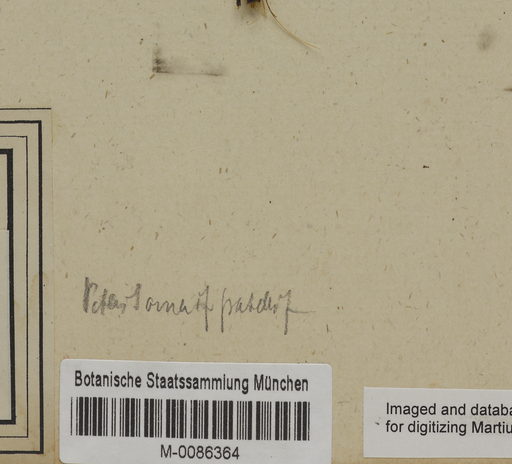 Botanische Staatssammlung München
M-0086364
Imaged and databa
for digitizing Martiu